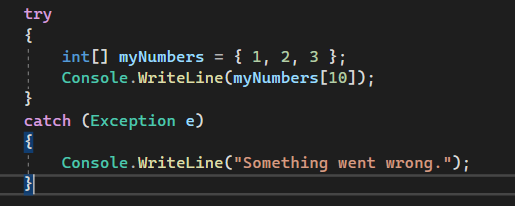 try
{
    int[] myNumbers = { 1, 2, 3 };
    Console.WriteLine(myNumbers[10]);
}
catch (Exception e)
{
    Console.WriteLine("Something went wrong.");
}